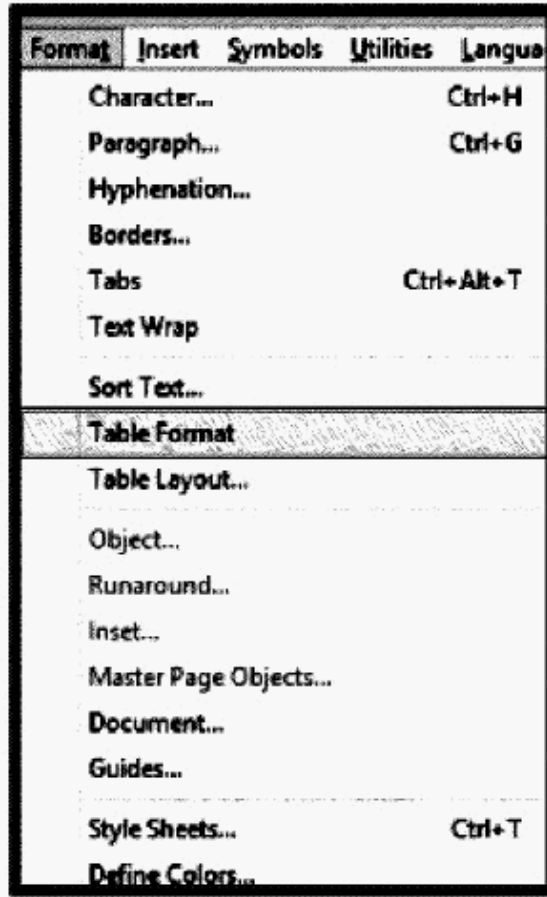 Format Insert Symbols Utilities Langua
Character... Ctrl+H
Paragraph... Ctrl+G
Hyphenation...
Borders...
Tabs Ctrl+Alt+T
Text Wrap
Sort Text...
Table Format
Table Layout...
Object...
Runaround...
Inset...
Master Page Objects...
Document...
Guides...
Style Sheets... Ctrl+T
Define Colors...